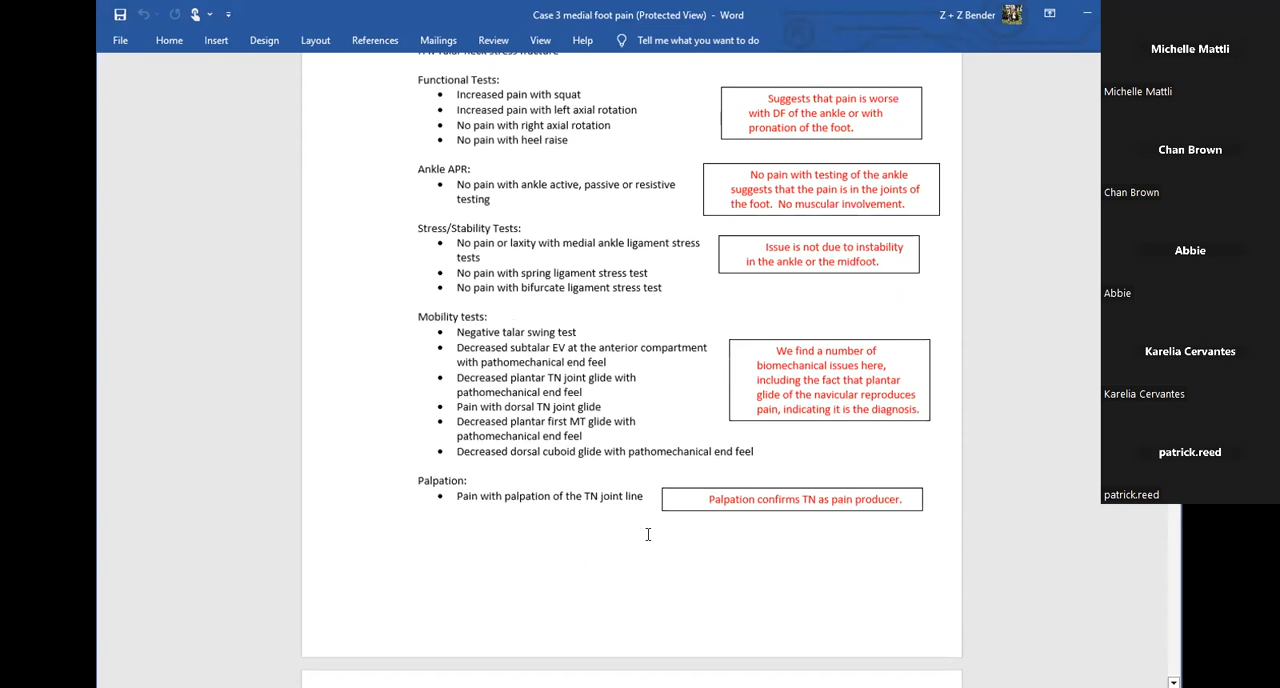 Case 3 medial foot pain (Protected View) - Word
Z + Z Bender
File Home Insert Design Layout References Mailings Review View Help Tell me what you want to do
Functional Tests:
Increased pain with squat
Increased pain with left axial rotation
No pain with right axial rotation
No pain with heel raise
Suggests that pain is worse
with DF of the ankle or with
pronation of the foot.
Ankle APR:
No pain with ankle active, passive or resistive
testing
No pain with testing of the ankle
suggests that the pain is in the joints of
the foot. No muscular involvement.
Stress/Stability Tests:
No pain or laxity with medial ankle ligament stress
tests
No pain with spring ligament stress test
No pain with bifurcate ligament stress test
Issue is not due to instability
in the ankle or the midfoot.
Mobility tests:
Negative talar swing test
Decreased subtalar EV at the anterior compartment
with pathomechanical end feel
Decreased plantar TN joint glide with
pathomechanical end feel
Pain with dorsal TN joint glide
Decreased plantar first MT glide with
pathomechanical end feel
Decreased dorsal cuboid glide with pathomechanical end feel
We find a number of
biomechanical issues here,
including the fact that plantar
glide of the navicular reproduces
pain, indicating it is the diagnosis.
Palpation:
Pain with palpation of the TN joint line
Palpation confirms TN as pain producer.
Michelle Mattli
Michelle Mattli
Chan Brown
Chan Brown
Abbie
Abbie
Karelia Cervantes
Karelia Cervantes
patrick.reed
patrick.reed